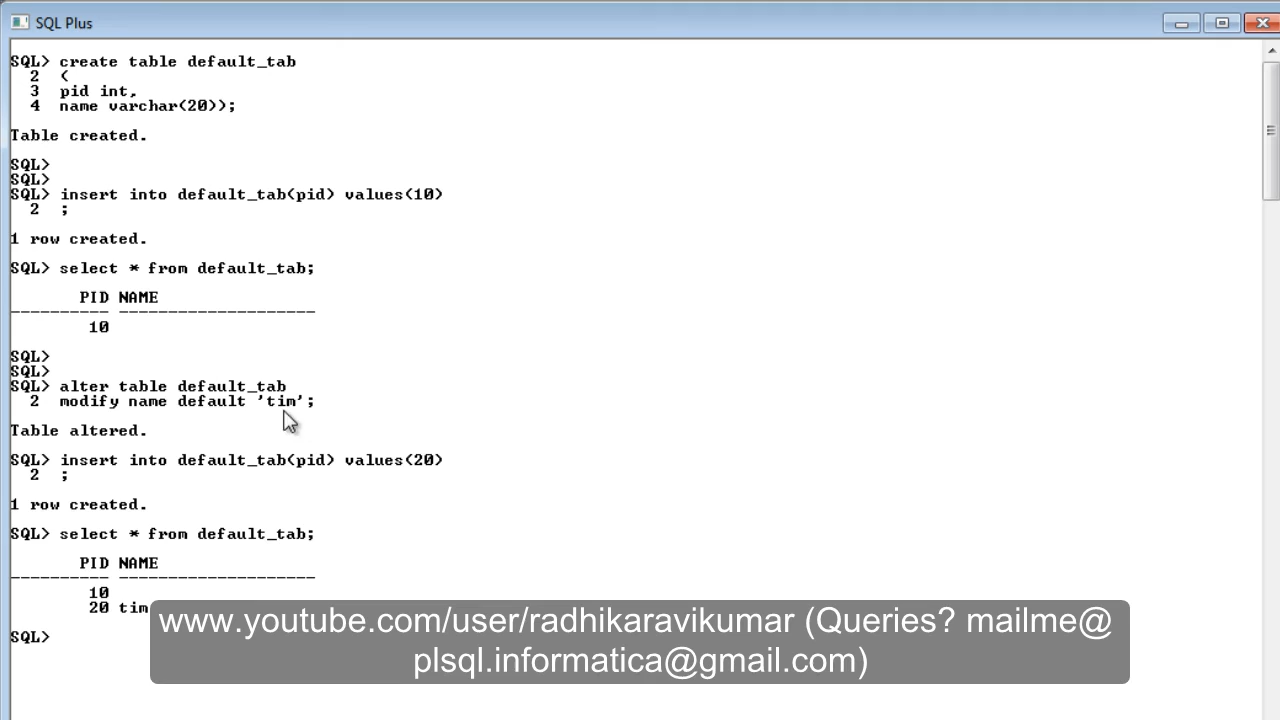 SQL Plus
SQL> create table default_tab
2 (
3 pid int,
4 name varchar(20));
Table created.
SQL>
SQL>
SQL> insert into default_tab(pid) values(10)
2 ;
1 row created.
SQL> select * from default_tab;
PID NAME
---------- --------------------
10
SQL>
SQL>
SQL> alter table default_tab
2 modify name default 'tim';
Table altered.
SQL> insert into default_tab(pid) values(20)
2 ;
1 row created.
SQL> select * from default_tab;
PID NAME
---------- --------------------
10
20 tim
SQL>
www.youtube.com/user/radhikaravikumar (Queries? mailme@
plsql.informatica@gmail.com)